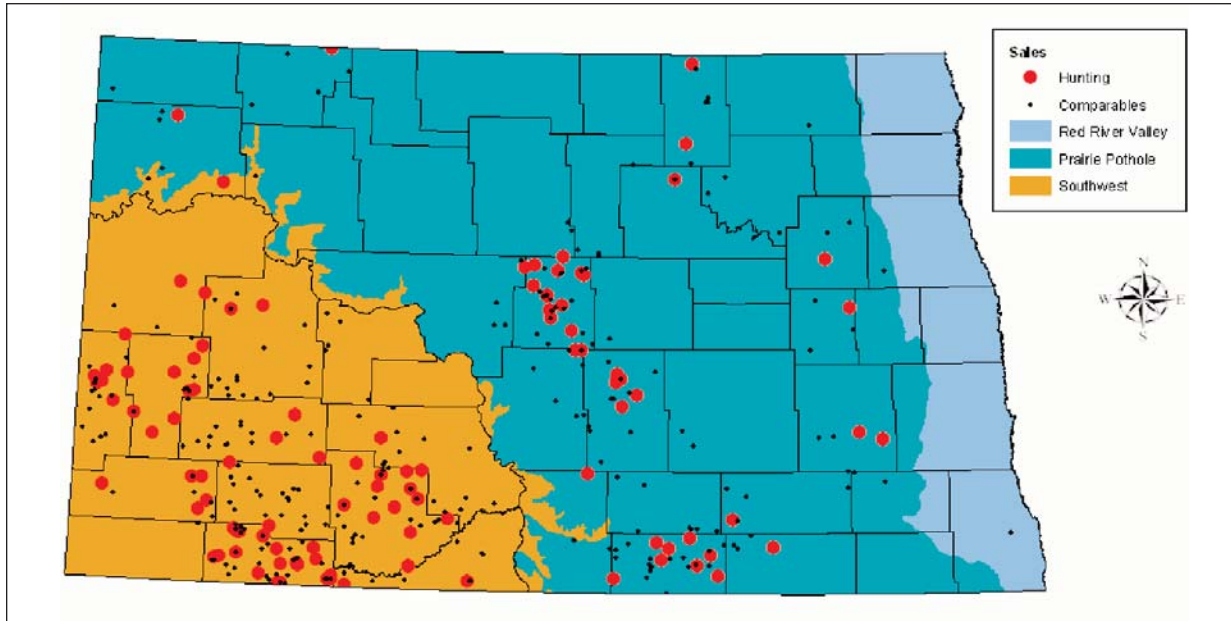 Sales
Hunting
Comparables
Red River Valley
Prairie Pothole
Southwest
N
W E
S